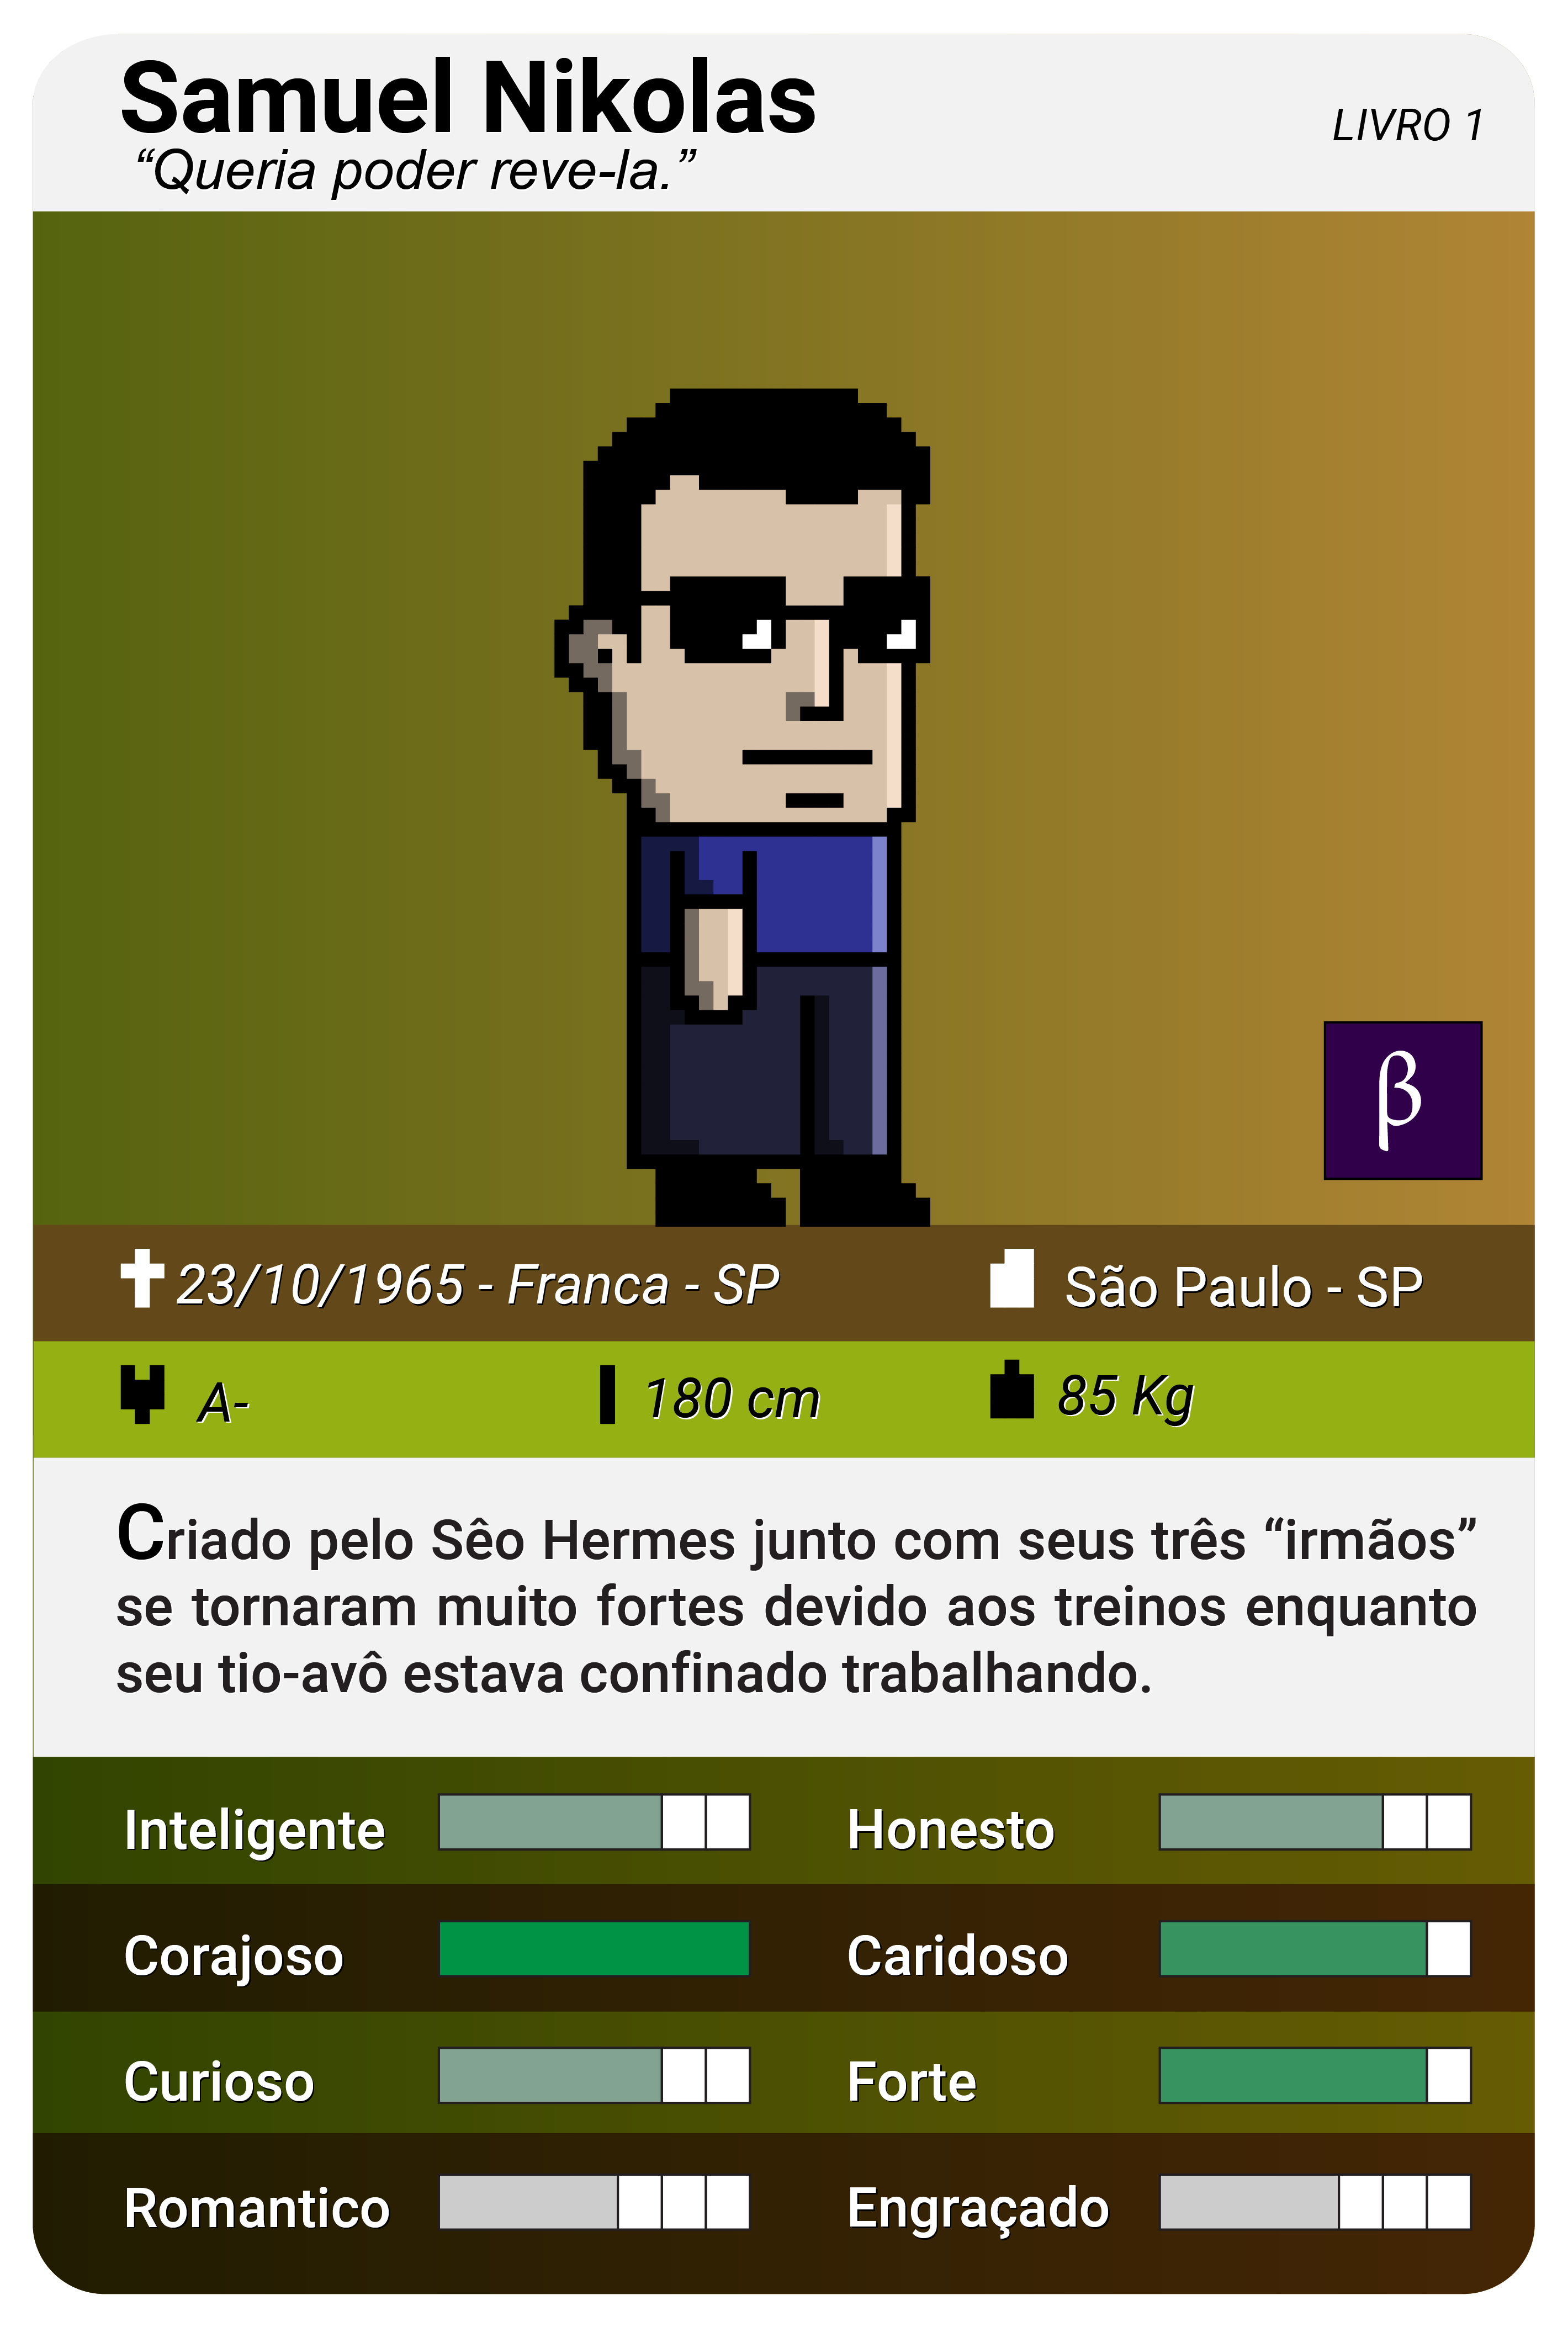 Samuel Nikolas
LIVRO 1
“Queria poder reve-la.”
β
23/10/1965 - Franca - SP
São Paulo - SP
A-
180 cm
85 Kg
Criado pelo Sêo Hermes junto com seus três “irmãos”
se tornaram muito fortes devido aos treinos enquanto
seu tio-avô estava confinado trabalhando.
Inteligente
Honesto
Corajoso
Caridoso
Curioso
Forte
Romantico
Engraçado